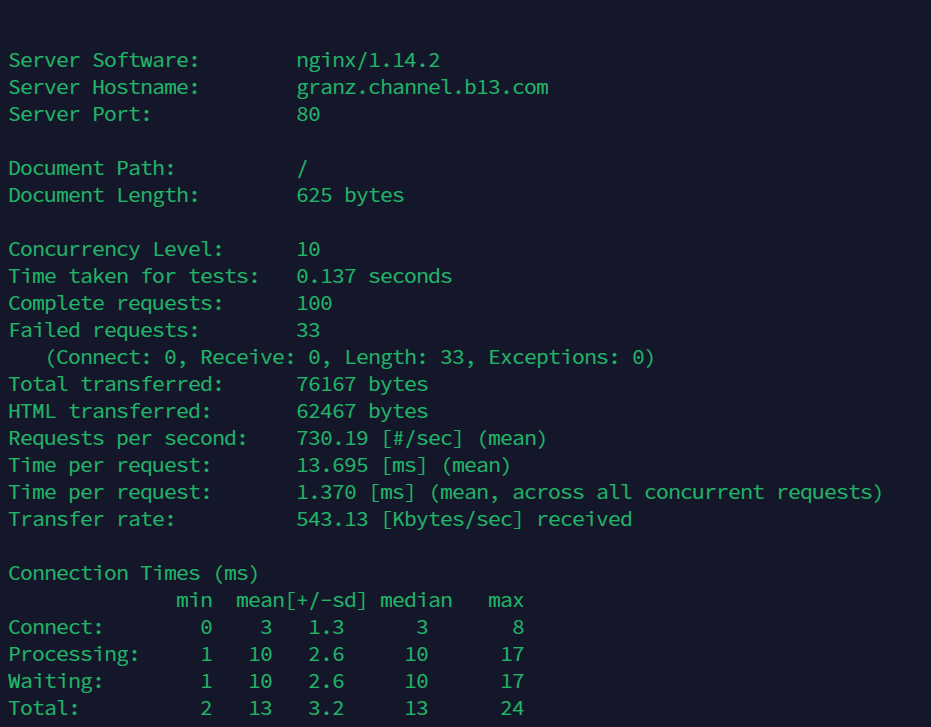 Server Software: nginx/1.14.2
Server Hostname: granz.channel.b13.com
Server Port: 80
Document Path: /
Document Length: 625 bytes
Concurrency Level: 10
Time taken for tests: 0.137 seconds
Complete requests: 100
Failed requests: 33
(Connect: 0, Receive: 0, Length: 33, Exceptions: 0)
Total transferred: 76167 bytes
HTML transferred: 62467 bytes
Requests per second: 730.19 [#/sec] (mean)
Time per request: 13.695 [ms] (mean)
Time per request: 1.370 [ms] (mean, across all concurrent requests)
Transfer rate: 543.13 [Kbytes/sec] received
Connection Times (ms)
min mean[+/-sd] median max
Connect: 0 3 1.3 3 8
Processing: 1 10 2.6 10 17
Waiting: 1 10 2.6 10 17
Total: 2 13 3.2 13 24